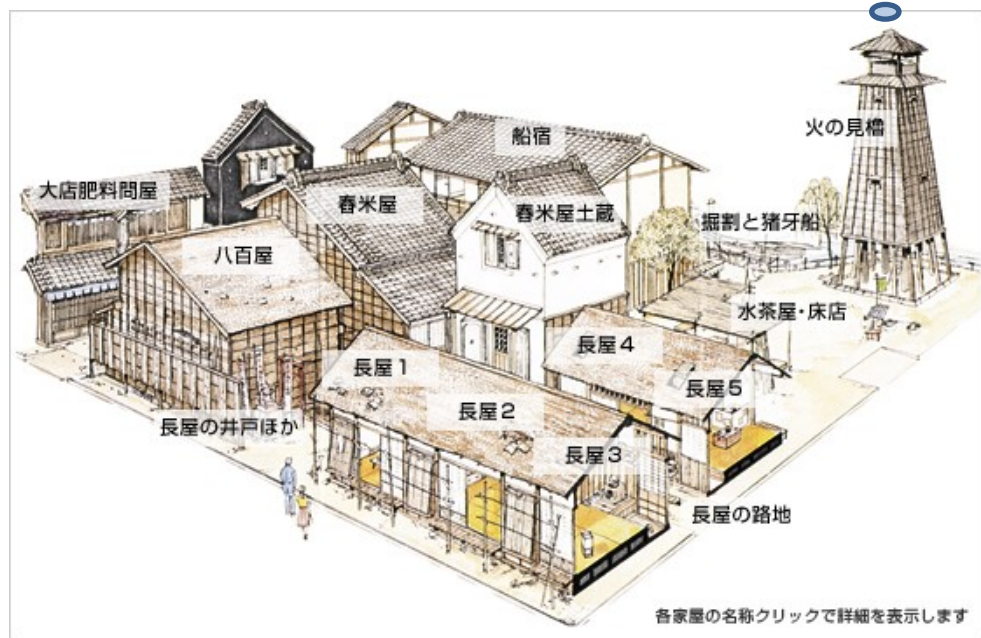 船宿
火の見櫓
大店肥料問屋
舂米屋
舂米屋土蔵
掘割と猪牙船
八百屋
水茶屋・床店
長屋1
長屋4
長屋5
長屋2
長屋の井戸ほか
長屋3
長屋の路地
各家屋の名称クリックで詳細を表示します